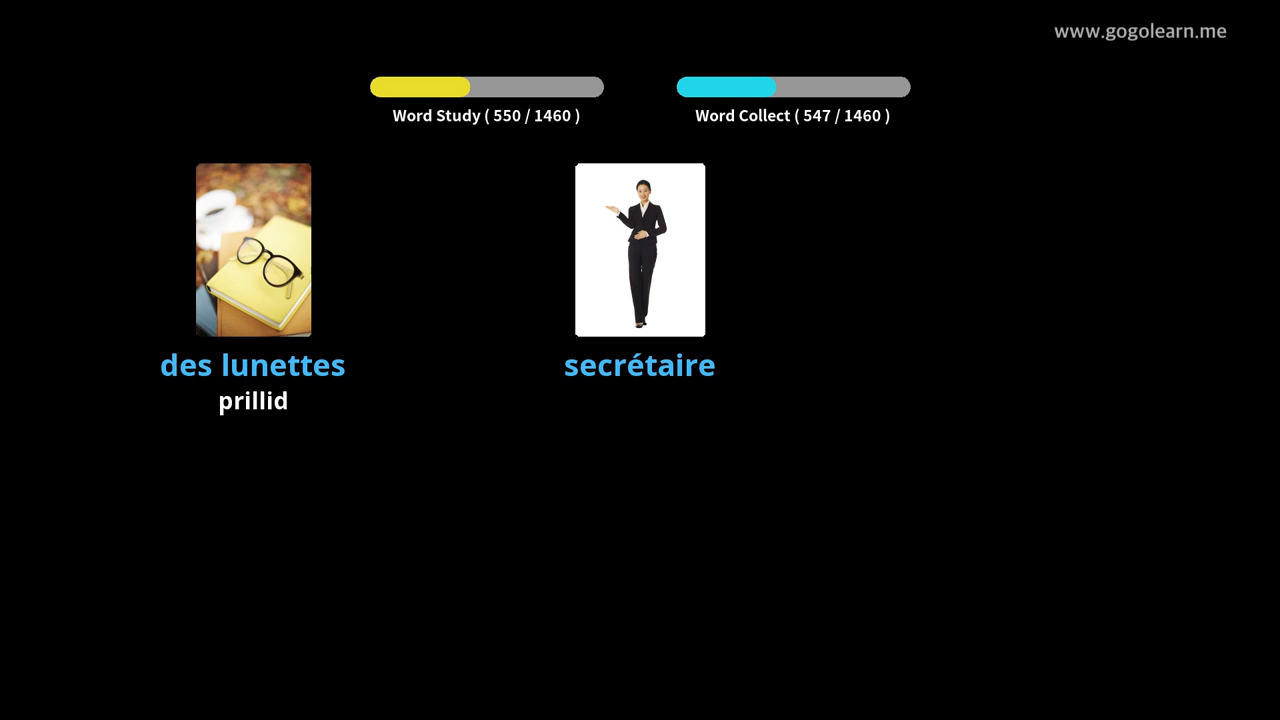 www.gogolearn.me
Word Study ( 550 / 1460 )
Word Collect ( 547 / 1460 )
des lunettes
prillid
secrétaire